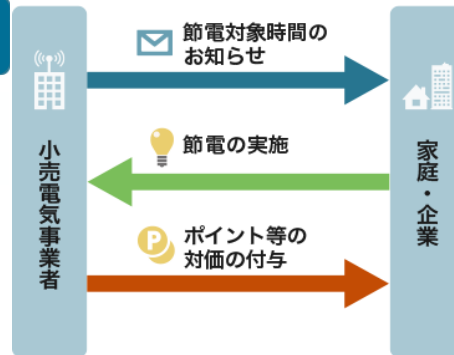 節電対象時間の
お知らせ
小売電気事業者
節電の実施
家庭・企業
P
ポイント等の
対価の付与